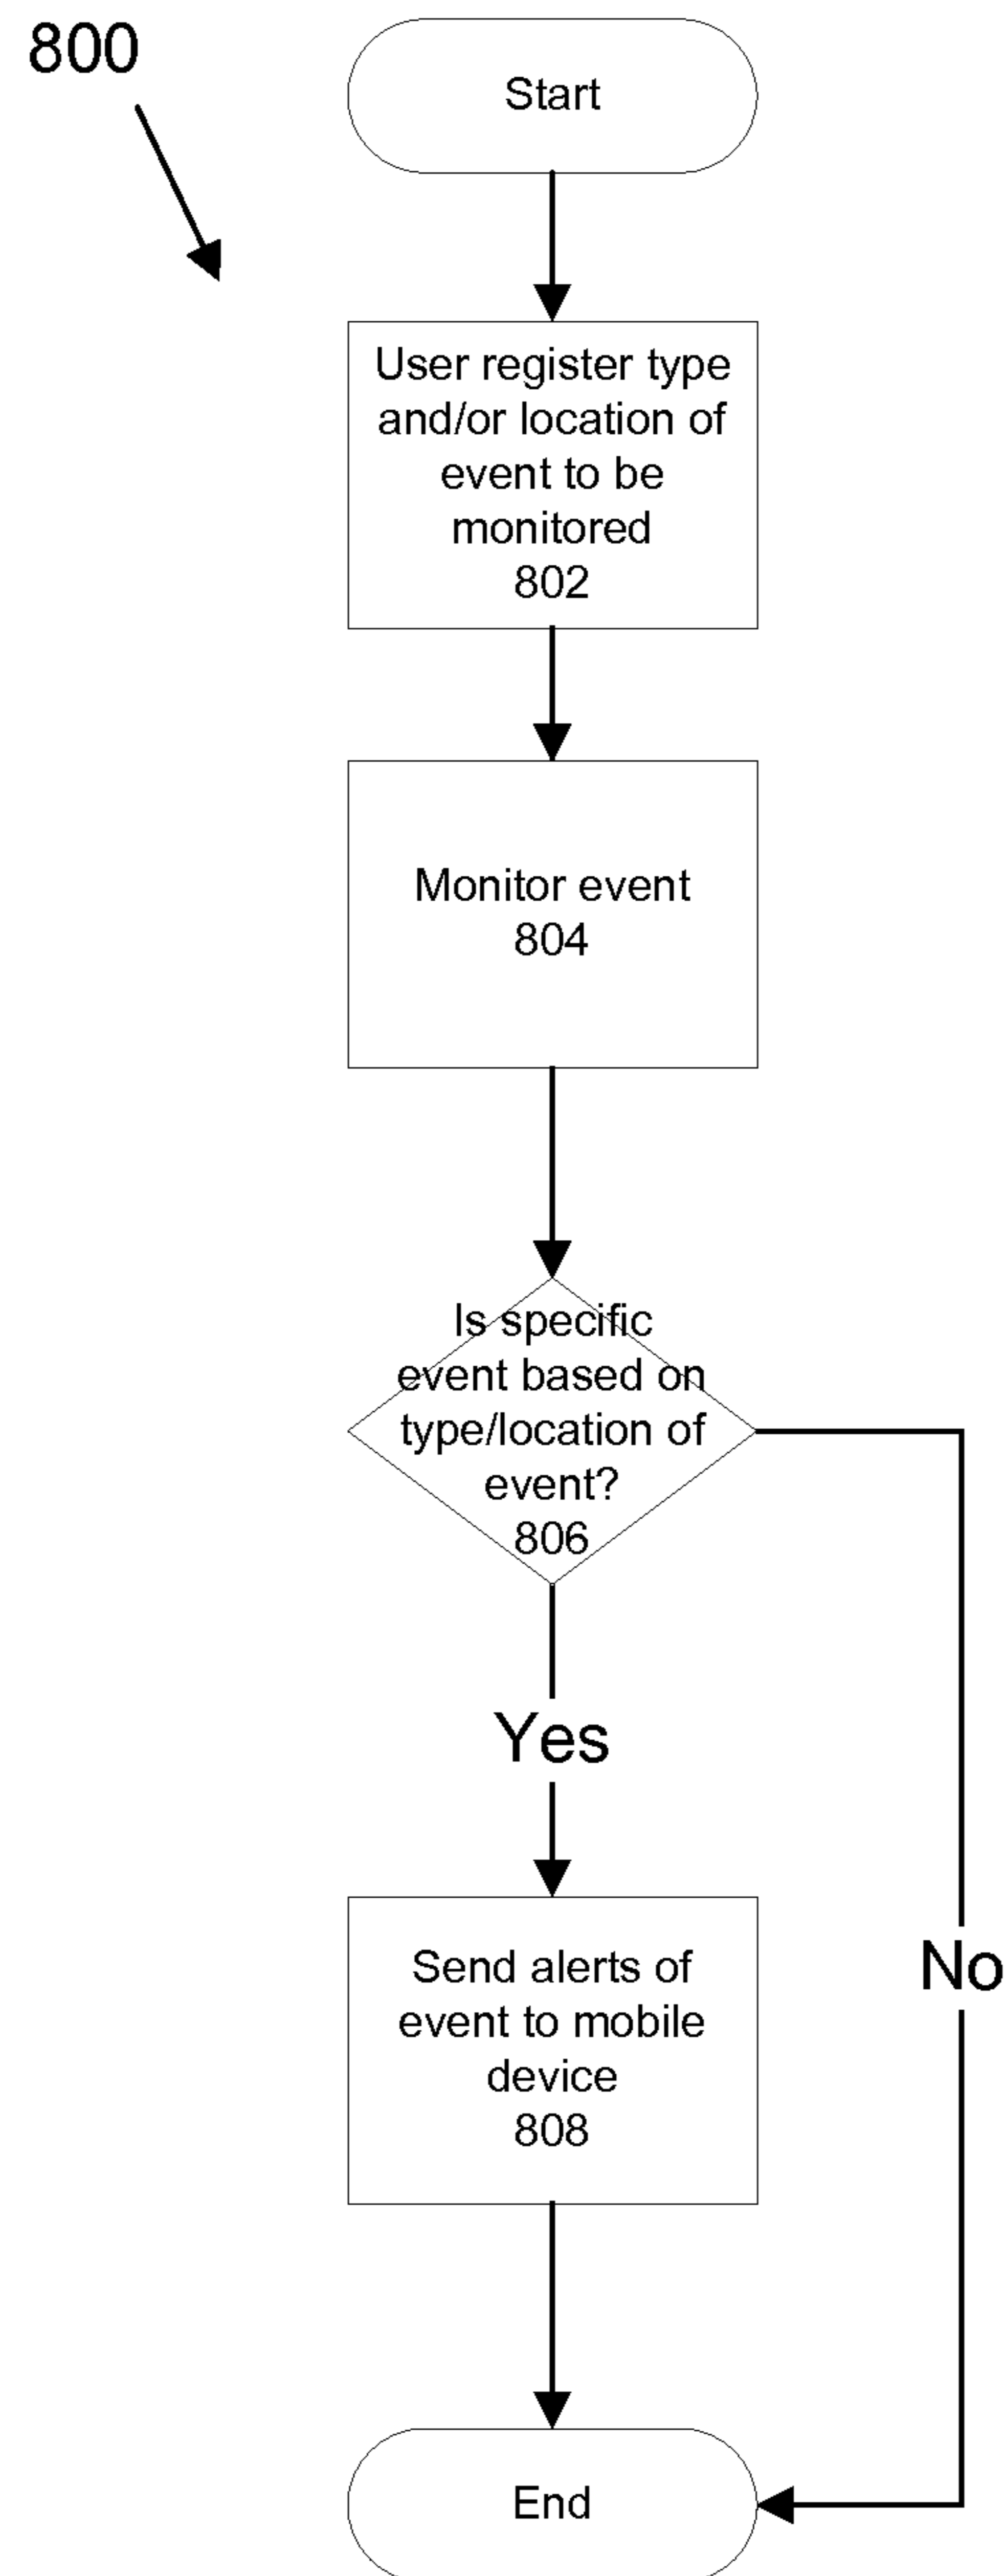 800
Start
User register type
and/or location of
event to be
monitored
802
Monitor event
804
Is specific
event based on
type/location of
event?
806
Yes
Send alerts of
event to mobile
device
808
No
End